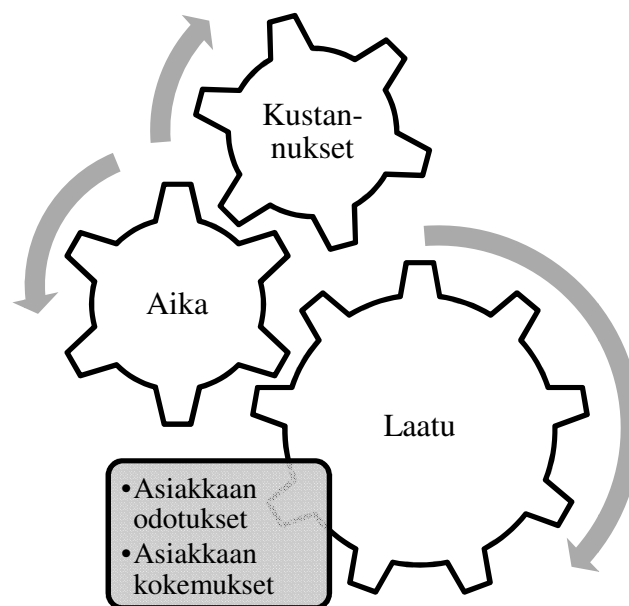 Kustan-
nukset
Aika
Laatu
•Asiakkaan
odotukset
•Asiakkaan
kokemukset